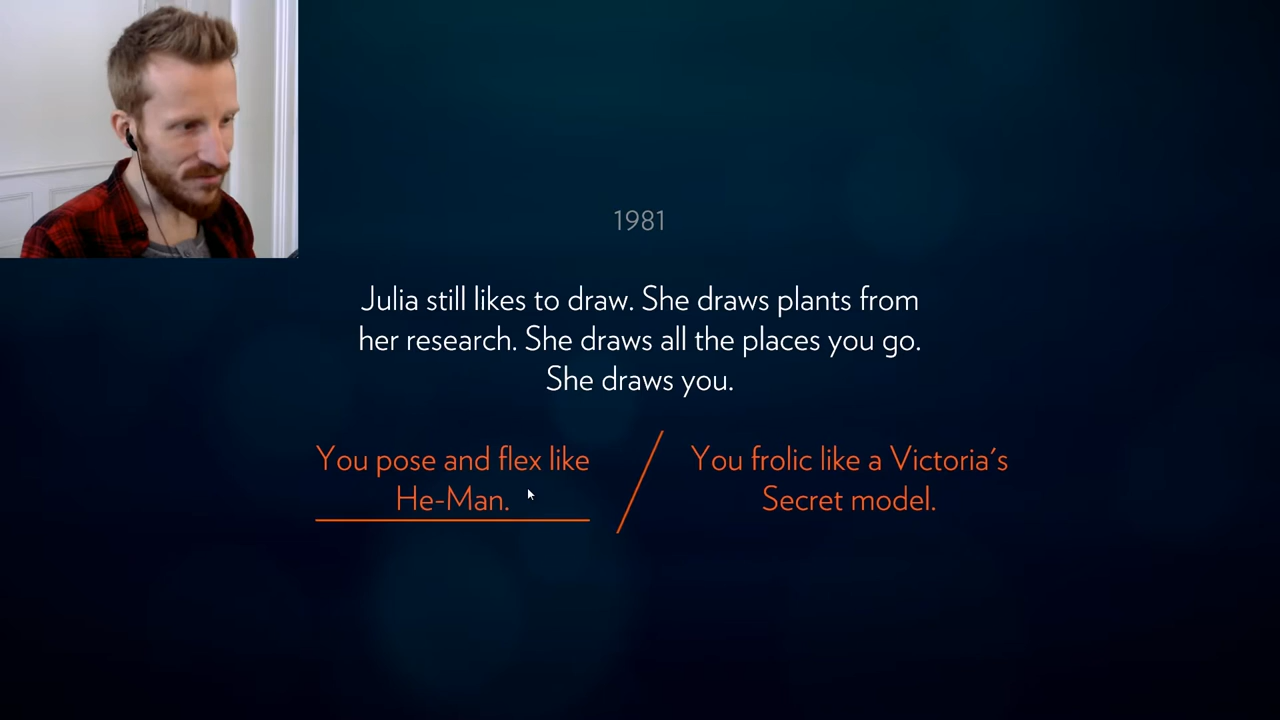 1981
Julia still likes to draw. She draws plants from
her research. She draws all the places you go.
She draws you.
You pose and flex like
He-Man.
You frolic like a Victoria's
Secret model.